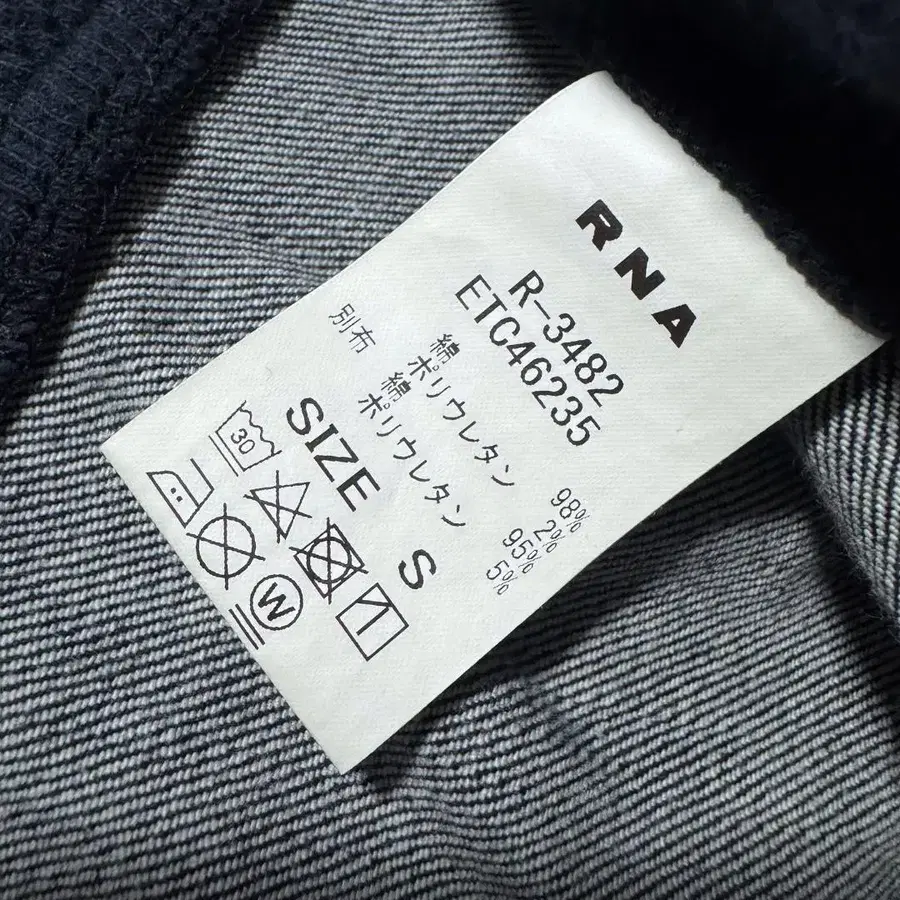 RNA
R-3482
ETC46235
綿 98%
ポリウレタン 2%
別布 綿 95%
ポリウレタン 5%
SIZE S
30
W